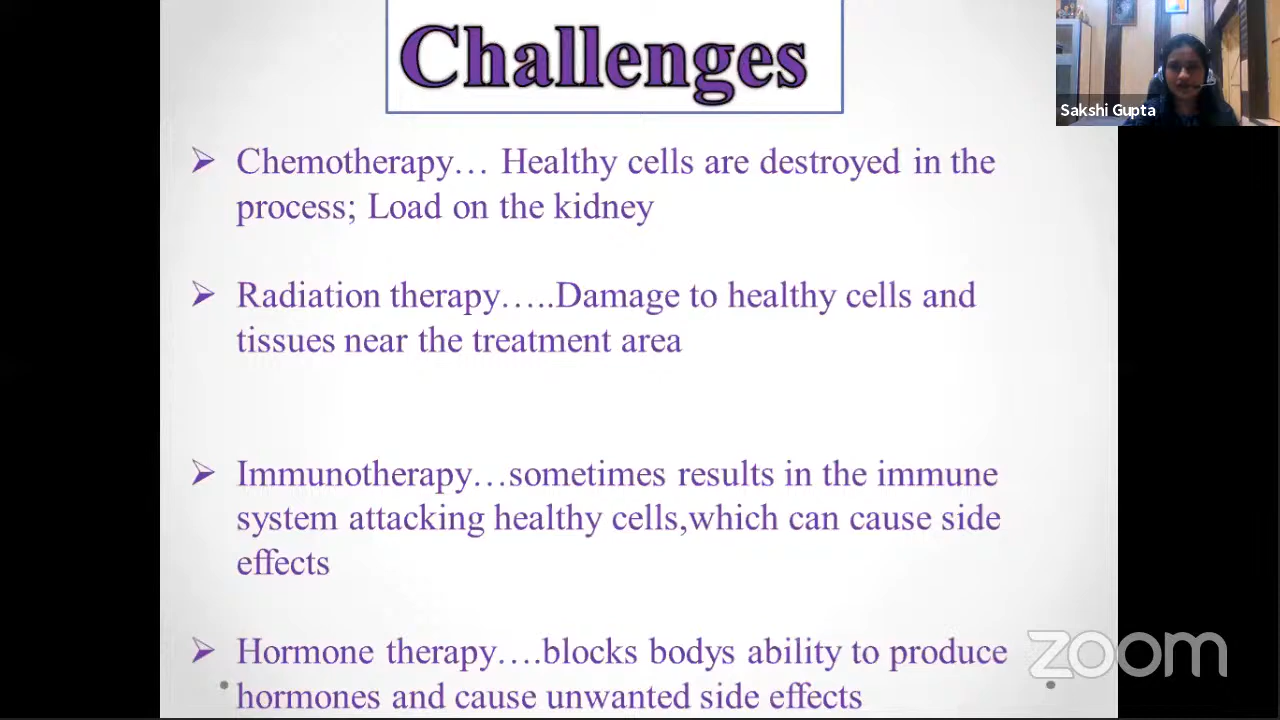 Challenges
Sakshi Gupta
Chemotherapy… Healthy cells are destroyed in the
process; Load on the kidney
Radiation therapy…..Damage to healthy cells and
tissues near the treatment area
Immunotherapy…sometimes results in the immune
system attacking healthy cells,which can cause side
effects
Hormone therapy….blocks bodys ability to produce
hormones and cause unwanted side effects
zoom